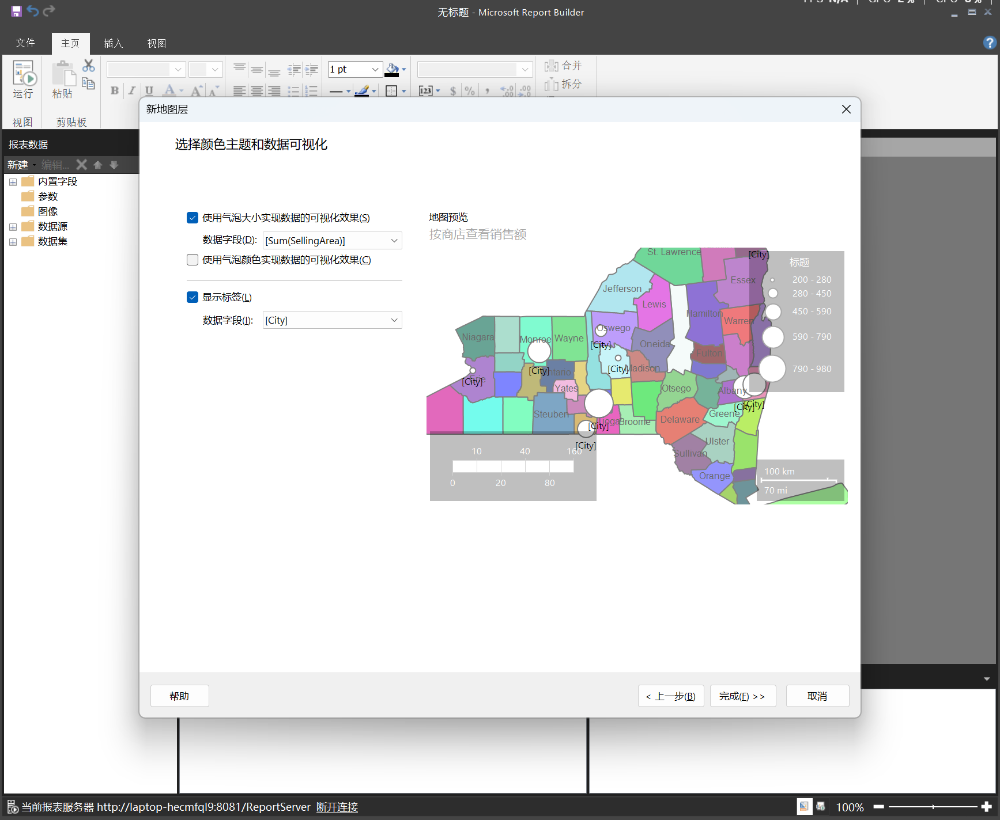 无标题 - Microsoft Report Builder
文件 主页 插入 视图
1 pt
合并
拆分
运行
粘贴
B I U A A A
[123] $ % ,
视图
剪贴板
新地图层
选择颜色主题和数据可视化
报表数据
新建 编辑...
内置字段
参数
图像
数据源
数据集
使用气泡大小实现数据的可视化效果(S)
数据字段(D): [Sum(SellingArea)]
使用气泡颜色实现数据的可视化效果(C)
显示标签(L)
数据字段(I): [City]
地图预览
按商店查看销售额
St. Lawrence
[City]
标题
Essex
200 - 280
Jefferson
280 - 450
Lewis
450 - 590
Hamilton
Warren
Oswego
590 - 790
Niagara
Monroe
Wayne
[City]
Oneida
Fulton
[City]
Madison
790 - 980
[City]
Erie
[City]
Yates
Otsego
Albany
[City]
[City]
Steuben
Greene
[City]
Broome
Delaware
[City]
Ulster
Sullivan
Orange
10 40 160
0 20 80
100 km
70 mi
帮助
< 上一步(B)
完成(F) >>
取消
当前报表服务器 http://laptop-hecmfql9:8081/ReportServer 断开连接
100%